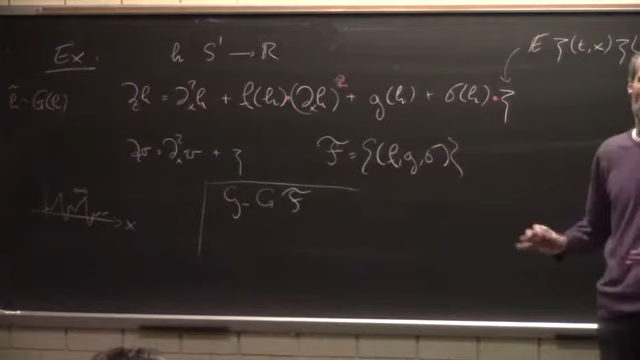 Ex. h S¹ → ℝ 𝔼 ξ(t,x) ξ(
h̃ = G(h) ∂ₜh = ∂ₓ²h + f(h)·(∂ₓh)² + g(h) + σ(h)·ξ
∂ₜv = ∂ₓ²v + ξ ℱ = {(f,g,σ)}
x